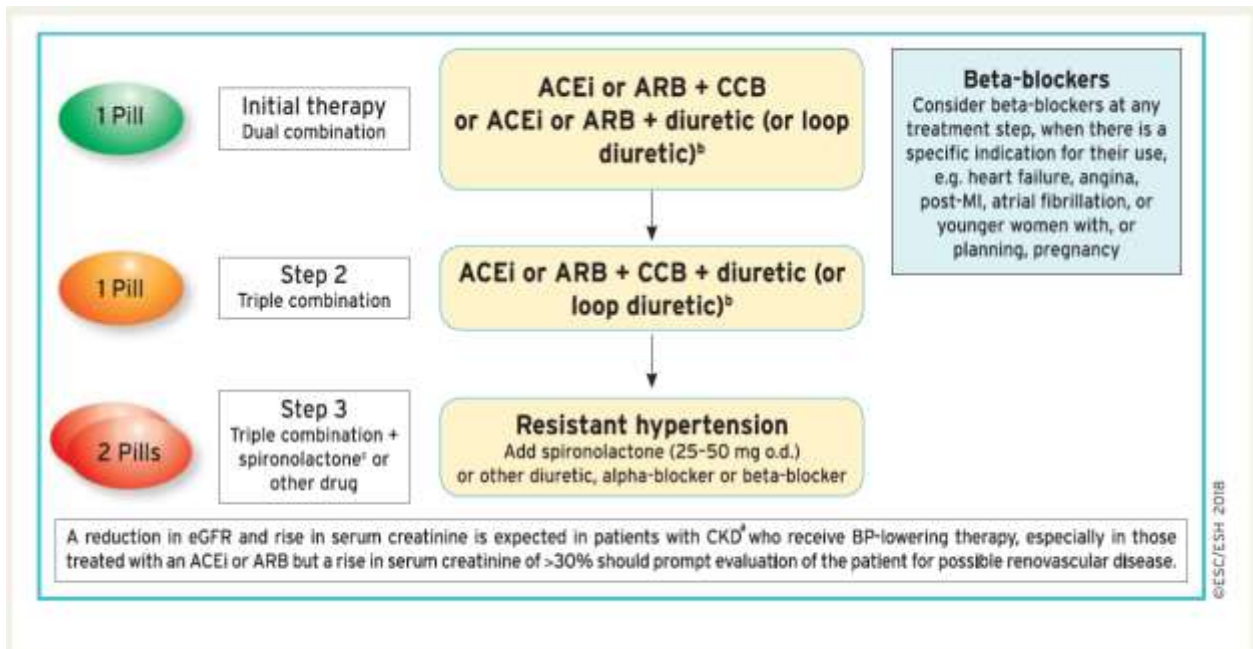 1 Pill
Initial therapy
Dual combination
ACEi or ARB + CCB
or ACEi or ARB + diuretic (or loop
diuretic)ᵇ
Beta-blockers
Consider beta-blockers at any
treatment step, when there is a
specific indication for their use,
e.g. heart failure, angina,
post-MI, atrial fibrillation, or
younger women with, or
planning, pregnancy
1 Pill
Step 2
Triple combination
ACEi or ARB + CCB + diuretic (or
loop diuretic)ᵇ
2 Pills
Step 3
Triple combination +
spironolactoneᶜ or
other drug
Resistant hypertension
Add spironolactone (25-50 mg o.d.)
or other diuretic, alpha-blocker or beta-blocker
A reduction in eGFR and rise in serum creatinine is expected in patients with CKDᵃ who receive BP-lowering therapy, especially in those
treated with an ACEi or ARB but a rise in serum creatinine of >30% should prompt evaluation of the patient for possible renovascular disease.
©ESC/ESH 2018